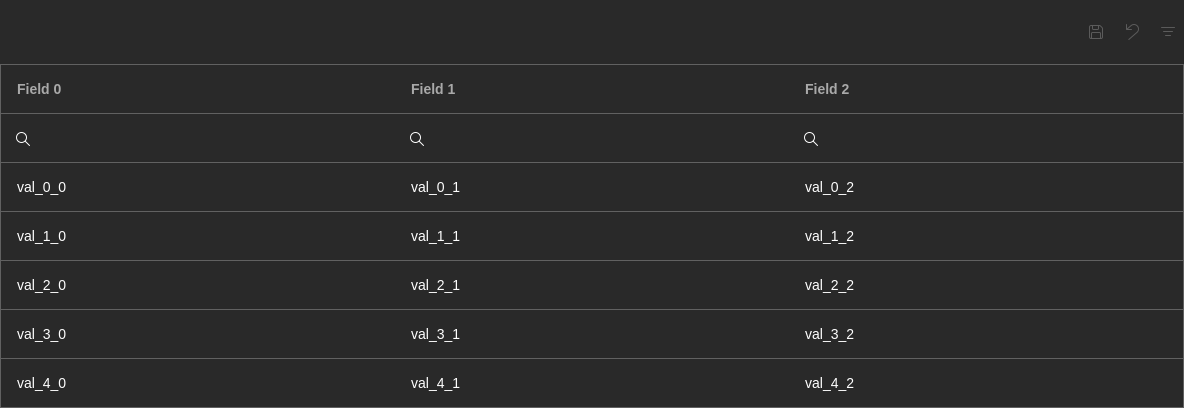 Field 0 Field 1 Field 2
val_0_0 val_0_1 val_0_2
val_1_0 val_1_1 val_1_2
val_2_0 val_2_1 val_2_2
val_3_0 val_3_1 val_3_2
val_4_0 val_4_1 val_4_2